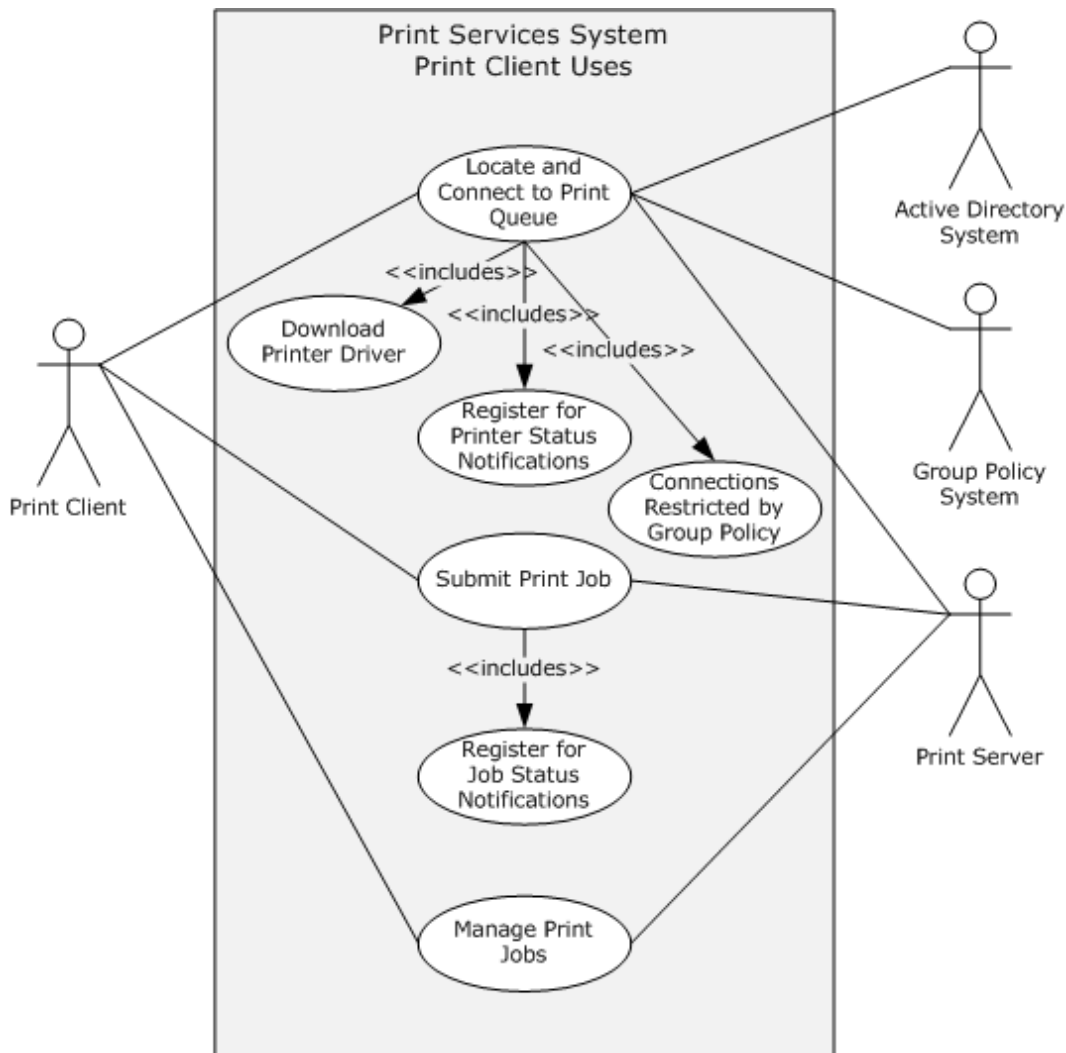 Print Services System
Print Client Uses
Locate and
Connect to Print
Queue
Active Directory
System
<<includes>>
Download
Printer Driver
<<includes>>
<<includes>>
Register for
Printer Status
Notifications
Connections
Restricted by
Group Policy
Group Policy
System
Print Client
Submit Print Job
<<includes>>
Register for
Job Status
Notifications
Print Server
Manage Print
Jobs